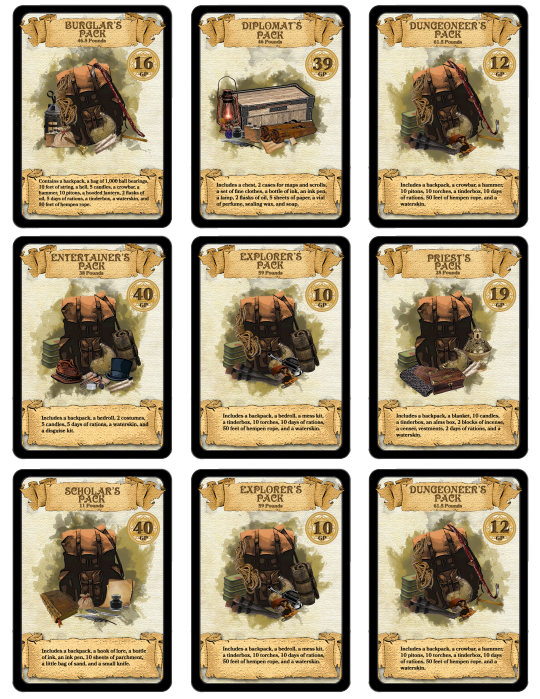 BURGLAR'S
PACK
46.5 Pounds
16
GP
Contains a backpack, a bag of 1,000 ball bearings,
10 feet of string, a bell, 5 candles, a crowbar, a
hammer, 10 pitons, a hooded lantern, 2 flasks of
oil, 5 days of rations, a tinderbox, a waterskin, and
50 feet of hempen rope.
DIPLOMAT'S
PACK
46 Pounds
39
GP
Includes a chest, 2 cases for maps and scrolls,
a set of fine clothes, a bottle of ink, an ink pen,
a lamp, 2 flasks of oil, 5 sheets of paper, a vial
of perfume, sealing wax, and soap.
DUNGEONEER'S
PACK
61.5 Pounds
12
GP
Includes a backpack, a crowbar, a hammer,
10 pitons, 10 torches, a tinderbox, 10 days
of rations, 50 feet of hempen rope, and a
waterskin.
ENTERTAINER'S
PACK
38 Pounds
40
GP
Includes a backpack, a bedroll, 2 costumes,
5 candles, 5 days of rations, a waterskin, and
a disguise kit.
EXPLORER'S
PACK
59 Pounds
10
GP
Includes a backpack, a bedroll, a mess kit,
a tinderbox, 10 torches, 10 days of rations,
50 feet of hempen rope, and a waterskin.
PRIEST'S
PACK
Pounds
19
GP
Includes a backpack, a blanket, 10 candles,
a tinderbox, an alms box, 2 blocks of incense,
a censer, vestments, 2 days of rations, and a
waterskin.
SCHOLAR'S
PACK
11 Pounds
40
GP
Includes a backpack, a book of lore, a bottle
of ink, an ink pen, 10 sheets of parchment,
a little bag of sand, and a small knife.
EXPLORER'S
PACK
59 Pounds
10
GP
Includes a backpack, a bedroll, a mess kit,
a tinderbox, 10 torches, 10 days of rations,
50 feet of hempen rope, and a waterskin.
DUNGEONEER'S
PACK
61.5 Pounds
12
GP
Includes a backpack, a crowbar, a hammer,
10 pitons, 10 torches, a tinderbox, 10 days
of rations, 50 feet of hempen rope, and a
waterskin.